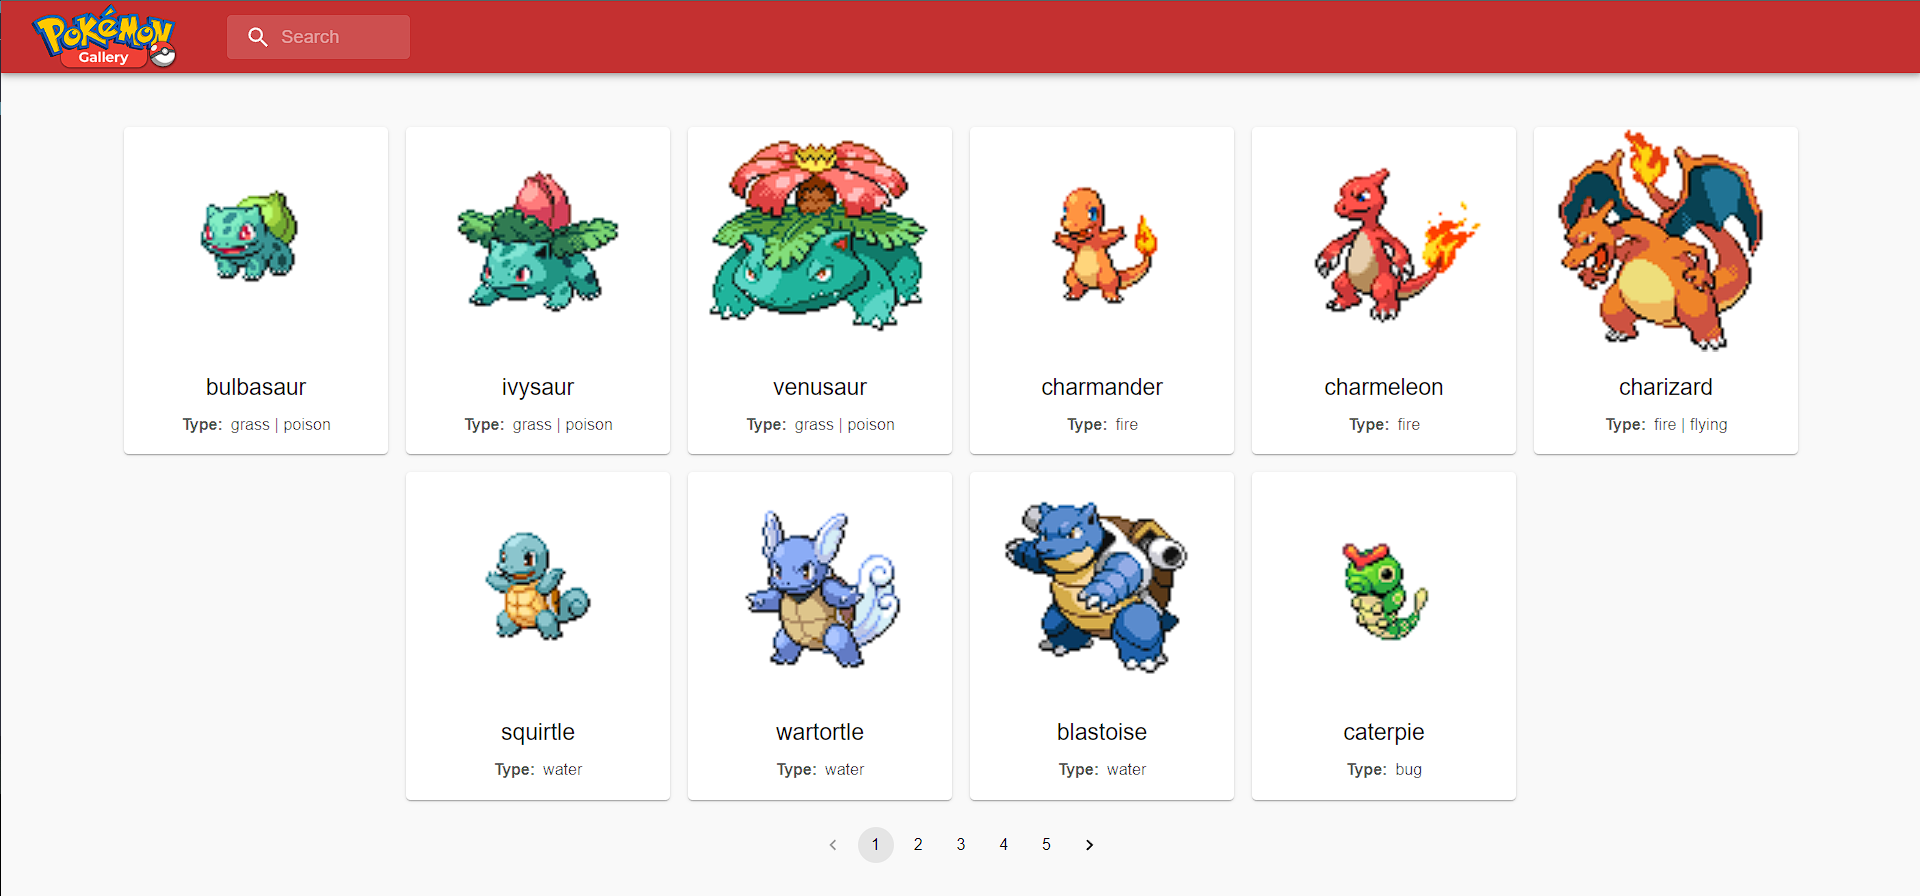 POKéMON
Gallery
Search
bulbasaur
Type: grass | poison
ivysaur
Type: grass | poison
venusaur
Type: grass | poison
charmander
Type: fire
charmeleon
Type: fire
charizard
Type: fire | flying
squirtle
Type: water
wartortle
Type: water
blastoise
Type: water
caterpie
Type: bug
‹ 1 2 3 4 5 ›